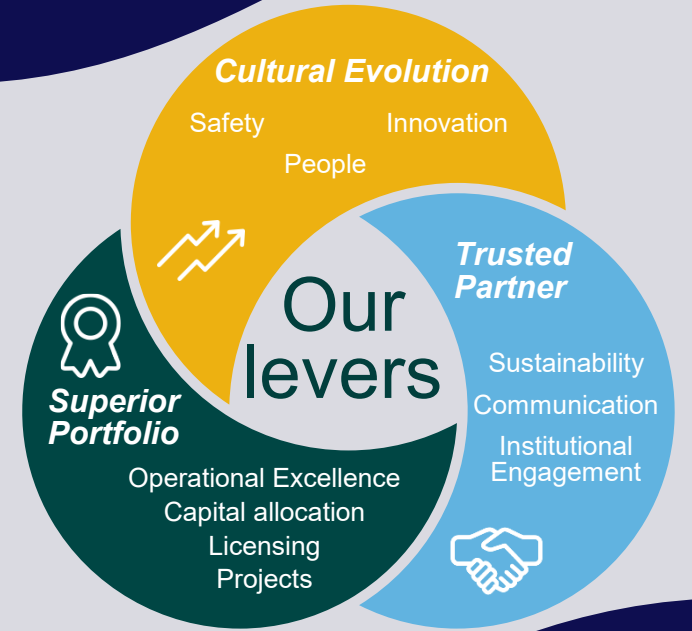 Cultural Evolution
Safety
Innovation
People
Our
levers
Trusted
Partner
Sustainability
Communication
Institutional
Engagement
Superior
Portfolio
Operational Excellence
Capital allocation
Licensing
Projects